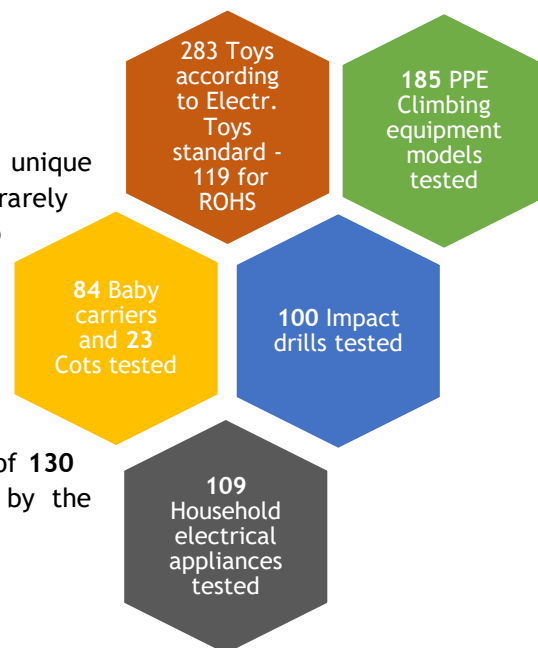 283 Toys
according
to Electr.
Toys
standard -
119 for
ROHS
185 PPE
Climbing
equipment
models
tested
unique
rarely
84 Baby
carriers
and 23
Cots tested
100 Impact
drills tested
of 130
by the
109
Household
electrical
appliances
tested